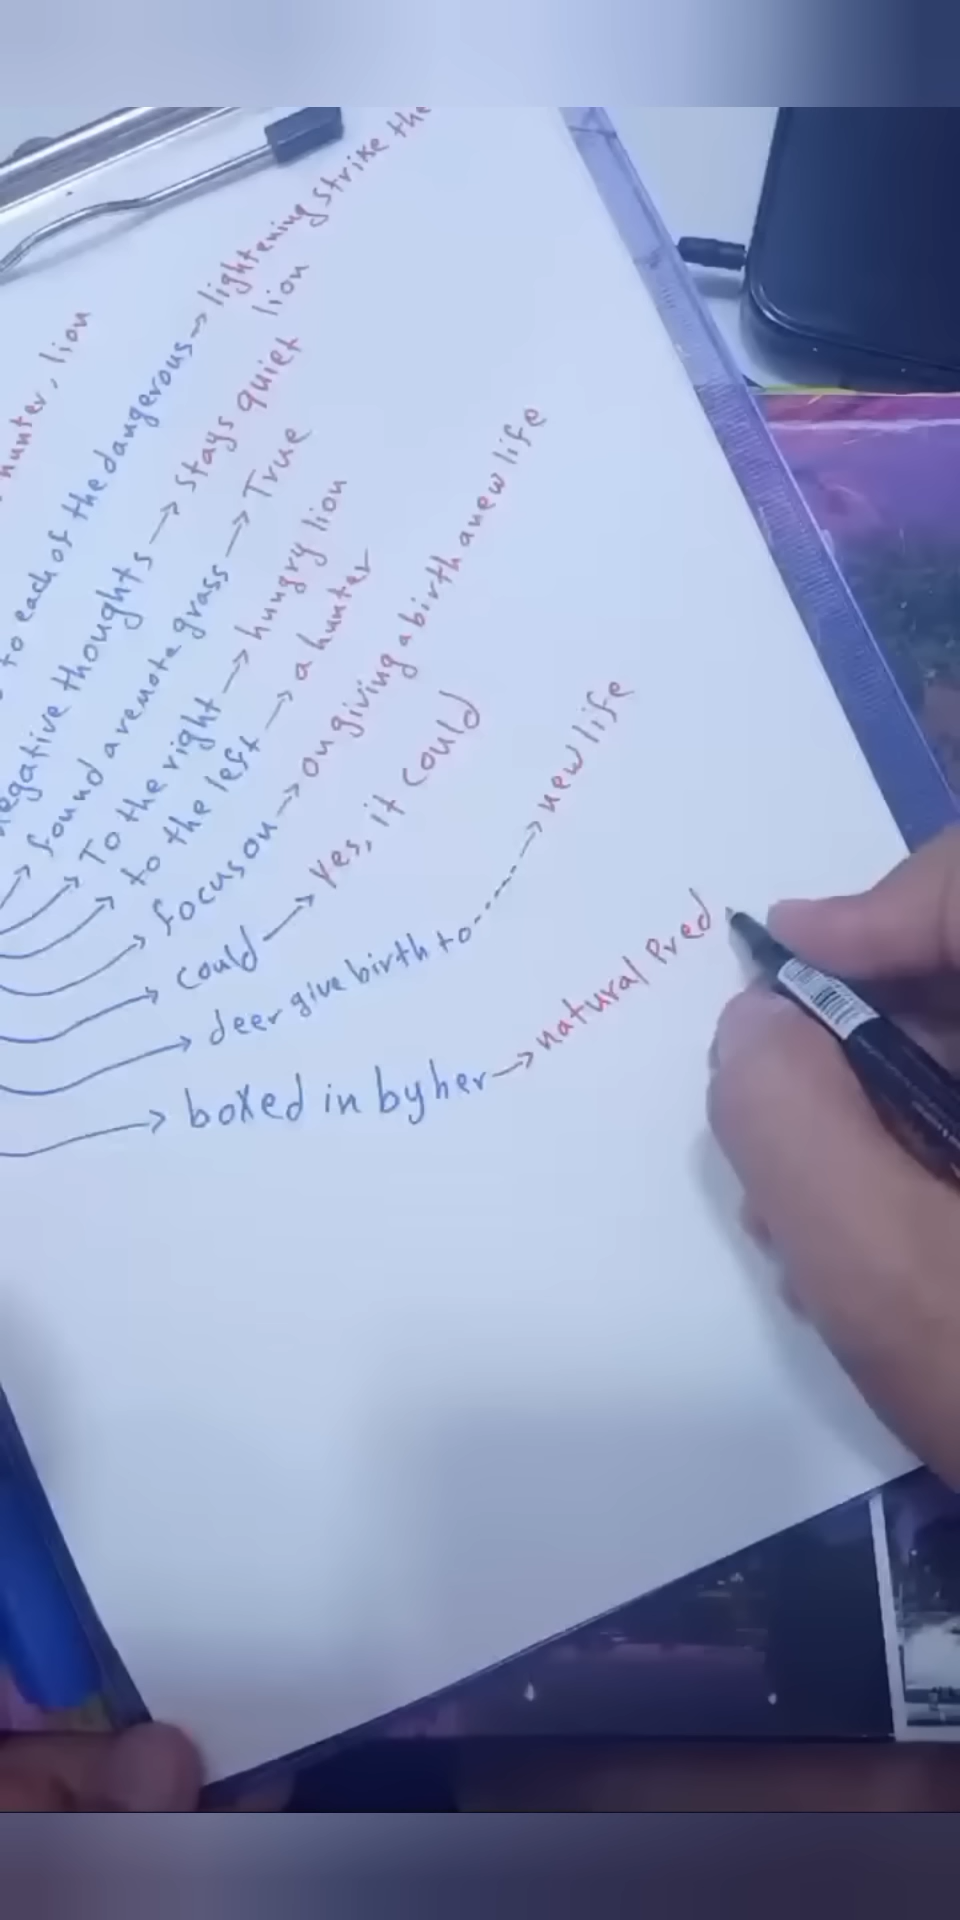 hunter, lion
to each of the dangerous → lightening strike the lion
negative thoughts → stays quiet
found a remote grass → True
To the right → hungry lion
to the left → a hunter
focus on → on giving a birth a new life
could → yes, it could
deer give birth to → new life
boxed in by her → natural Pred